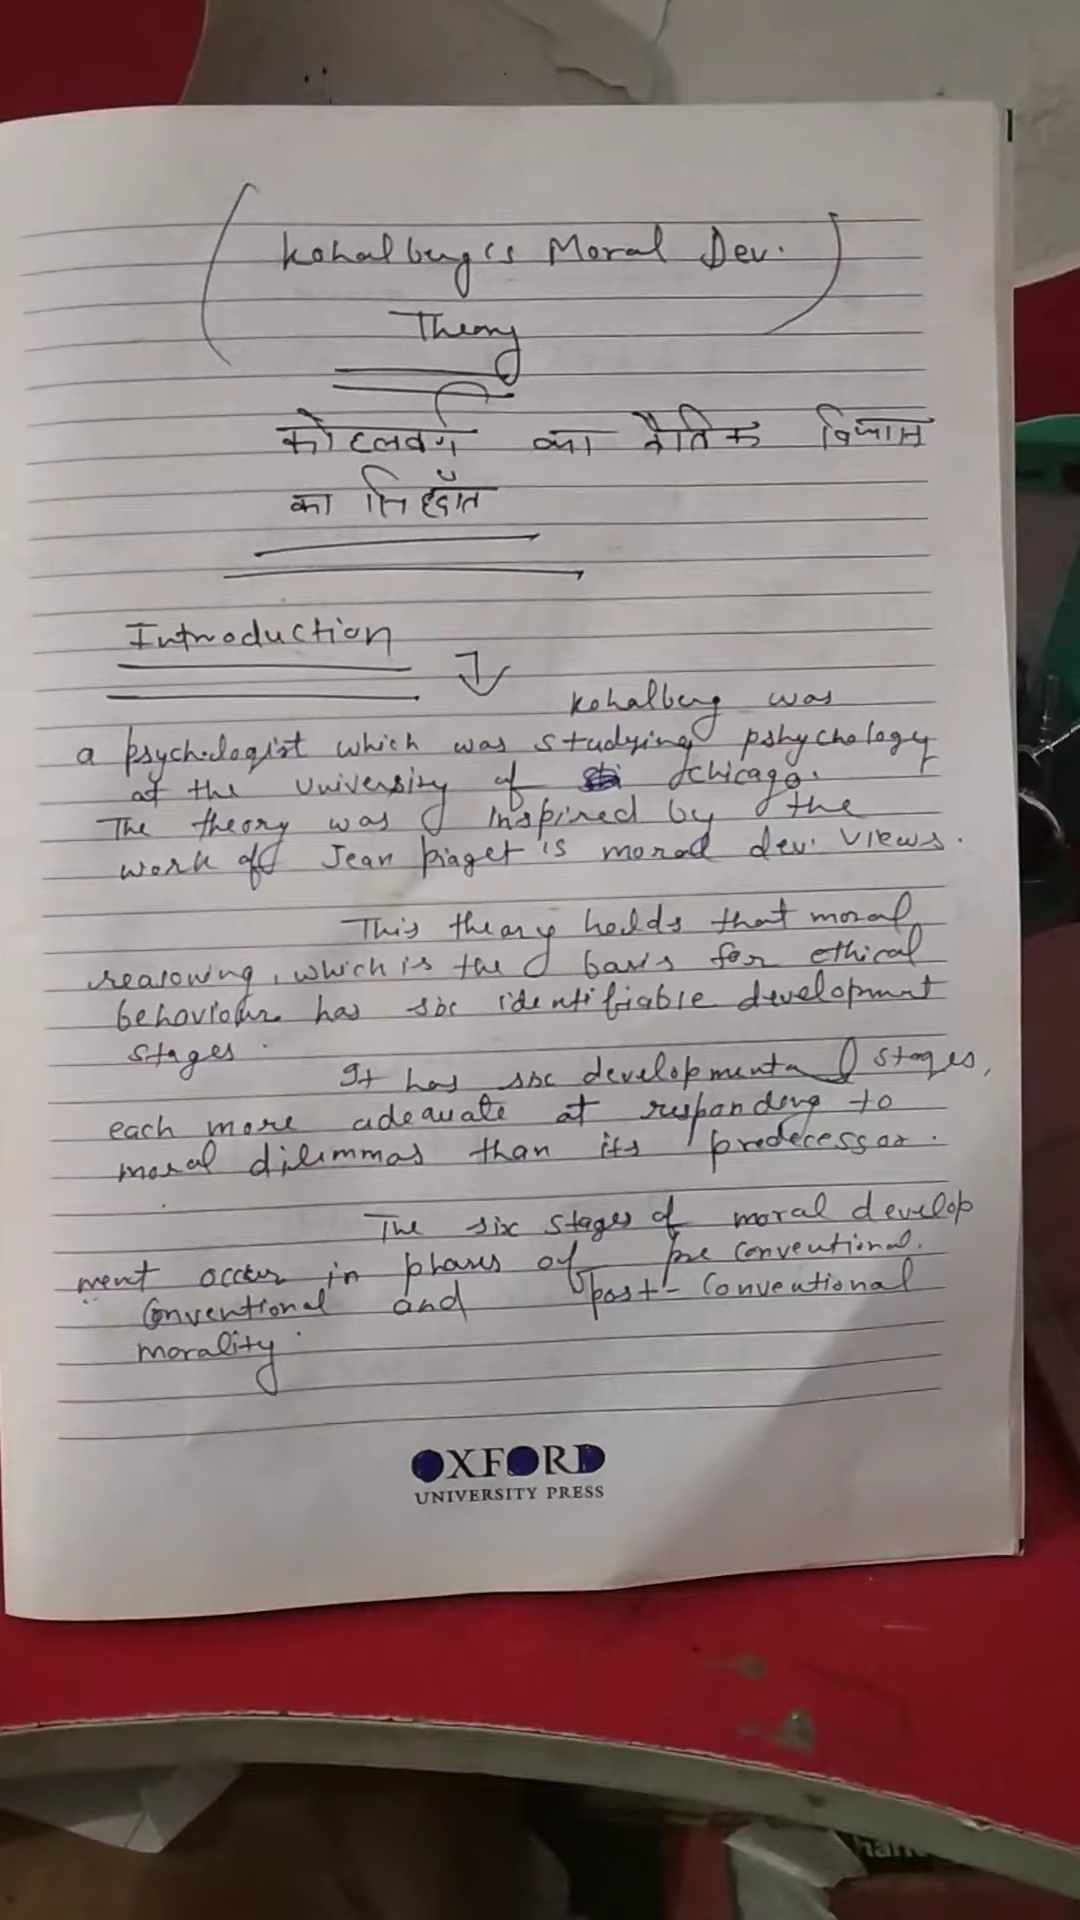 Kohalberg's Moral Dev.
Theory
कोहलबर्ग का नैतिक विकास
का सिद्दाँत
Introduction
Kohalberg was
a psychologist which was studying pshychology
at the University of Chicago.
The theory was inspired by the
work of Jean Piaget's moral dev. views.
This theory holds that moral
reasoning, which is the basis for ethical
behaviour has six identifiable development
stages.
It has six developmental stages,
each more adequate at responding to
moral dilemmas than its predecessor.
The six stages of moral develop
ment occur in phases of pre conventional.
Conventional and post-conventional
morality.
OXFORD
UNIVERSITY PRESS